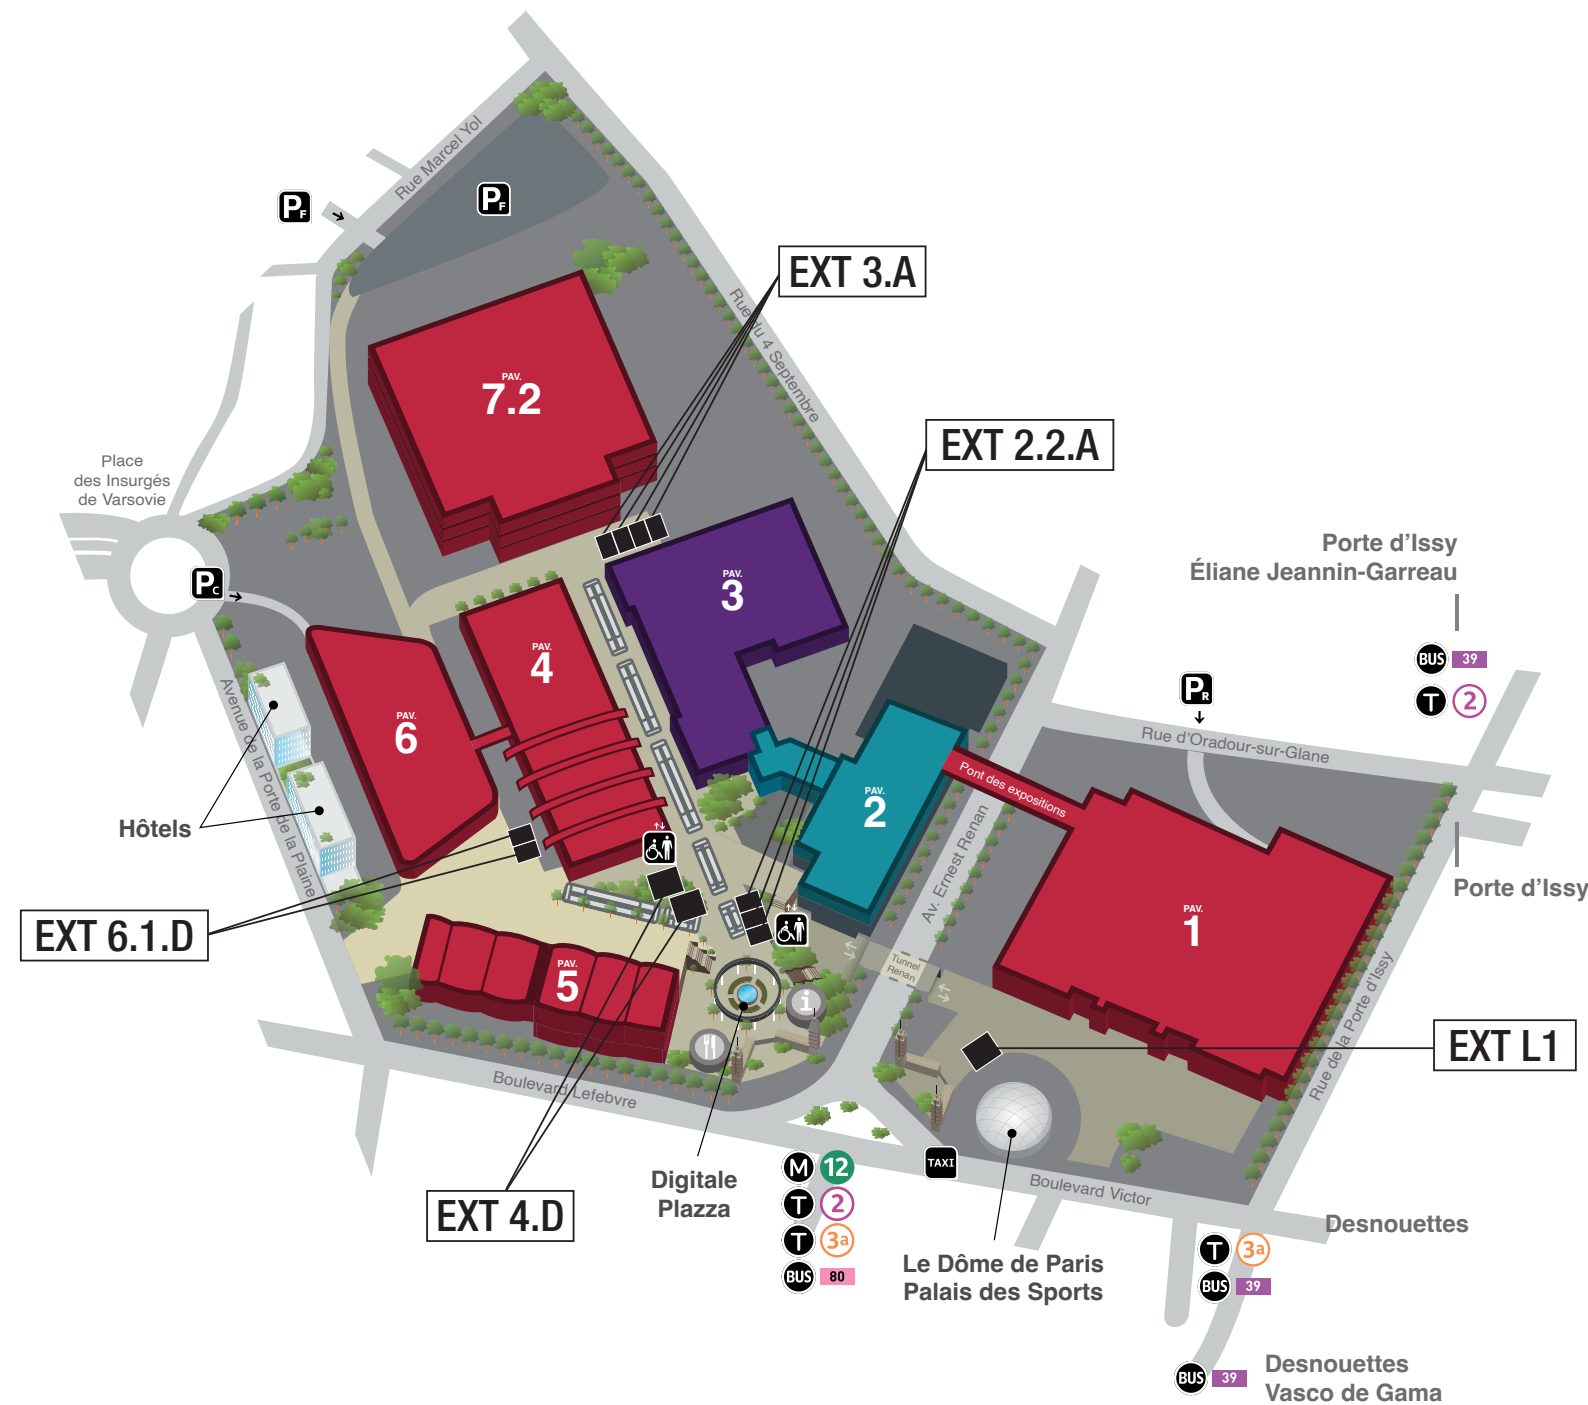 Rue Marcel Yol
PF
PF
EXT 3.A
Rue du 4 Septembre
PAV.
7.2
EXT 2.2.A
Place
des Insurgés
de Varsovie
Porte d'Issy
Éliane Jeannin-Garreau
BUS 39
T 2
PC
PAV.
3
PAV.
4
PAV.
6
PR
Rue d'Oradour-sur-Glane
Avenue de la Porte de la Plaine
Hôtels
Pont des expositions
PAV.
2
Av. Ernest Renan
Porte d'Issy
PAV.
1
EXT 6.1.D
PAV.
5
Tunnel
Renan
i
Rue de la Porte d'Issy
EXT L1
Boulevard Lefebvre
EXT 4.D
Digitale
Plazza
M 12
T 2
T 3a
BUS 80
TAXI
Boulevard Victor
Le Dôme de Paris
Palais des Sports
Desnouettes
T 3a
BUS 39
BUS 39
Desnouettes
Vasco de Gama